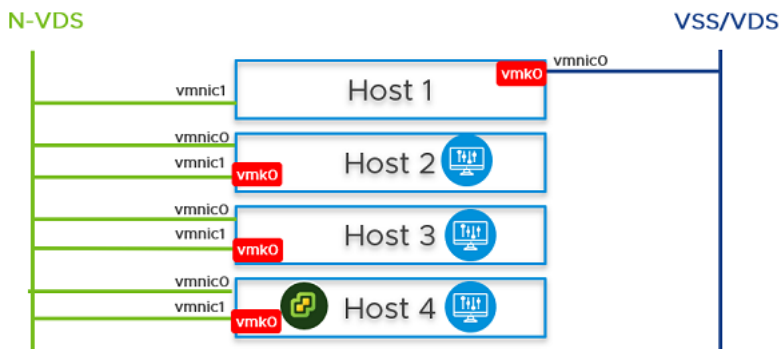 N-VDS
VSS/VDS
vmnic1
Host 1
vmk0
vmnic0
vmnic0
vmnic1
vmk0
Host 2
vmnic0
vmnic1
vmk0
Host 3
vmnic0
vmnic1
vmk0
Host 4